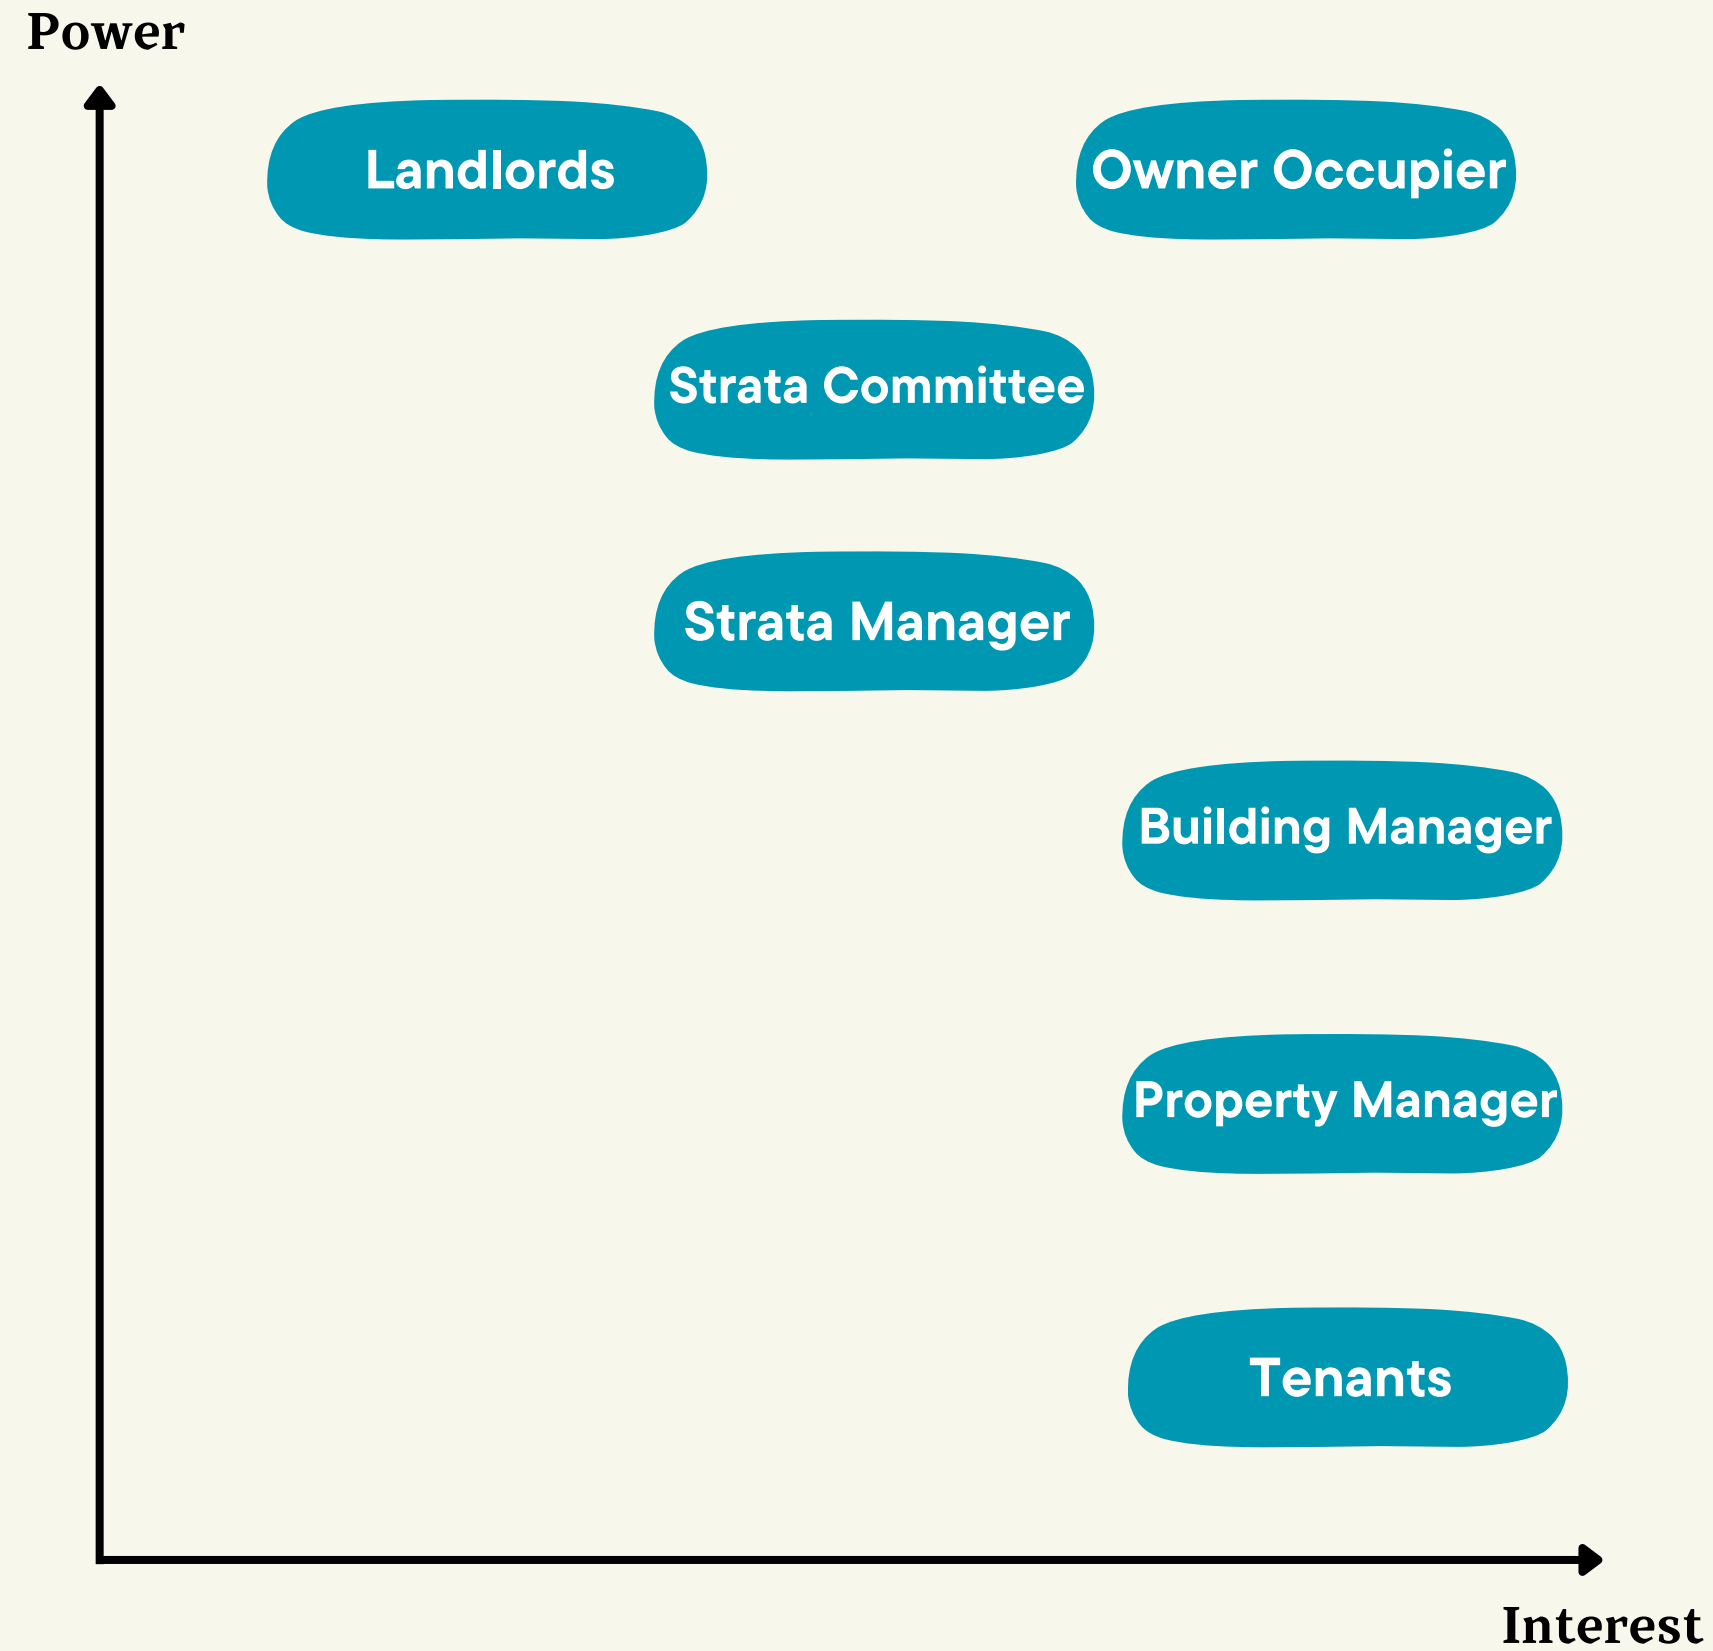 Power
Landlords
Owner Occupier
Strata Committee
Strata Manager
Building Manager
Property Manager
Tenants
Interest